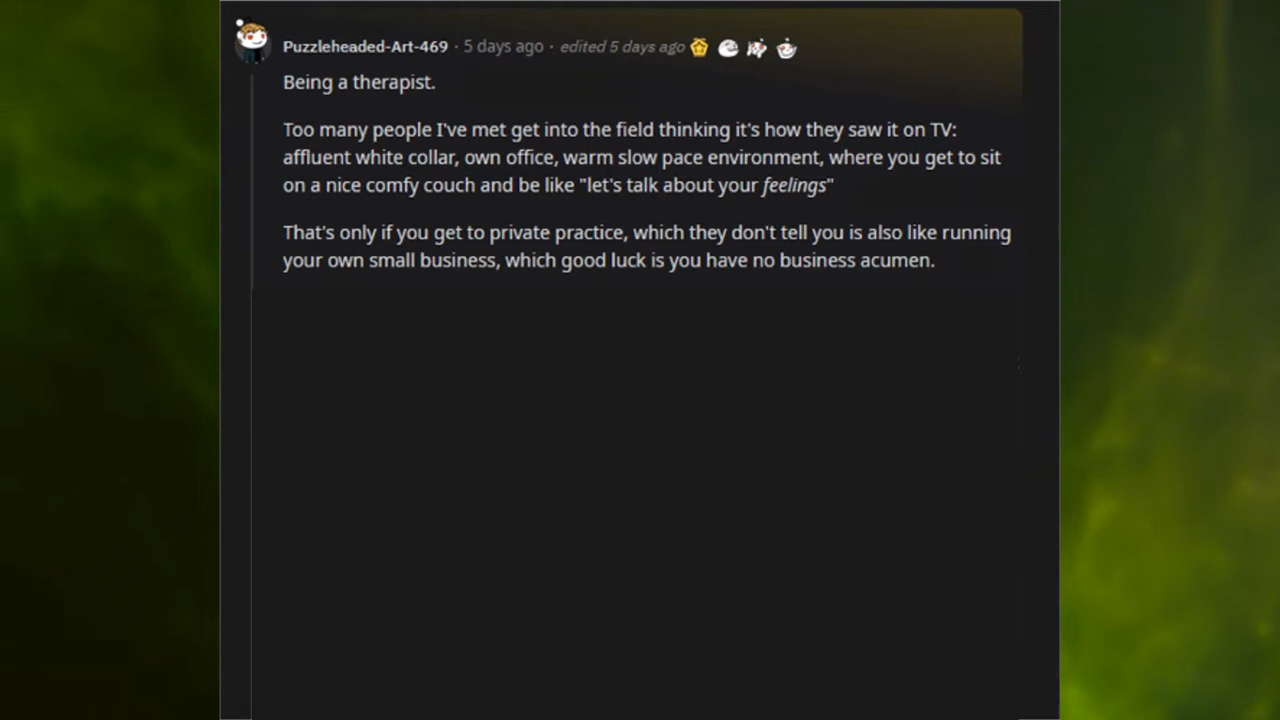 Puzzleheaded-Art-469 · 5 days ago · edited 5 days ago
Being a therapist.
Too many people I've met get into the field thinking it's how they saw it on TV:
affluent white collar, own office, warm slow pace environment, where you get to sit
on a nice comfy couch and be like "let's talk about your feelings"
That's only if you get to private practice, which they don't tell you is also like running
your own small business, which good luck is you have no business acumen.